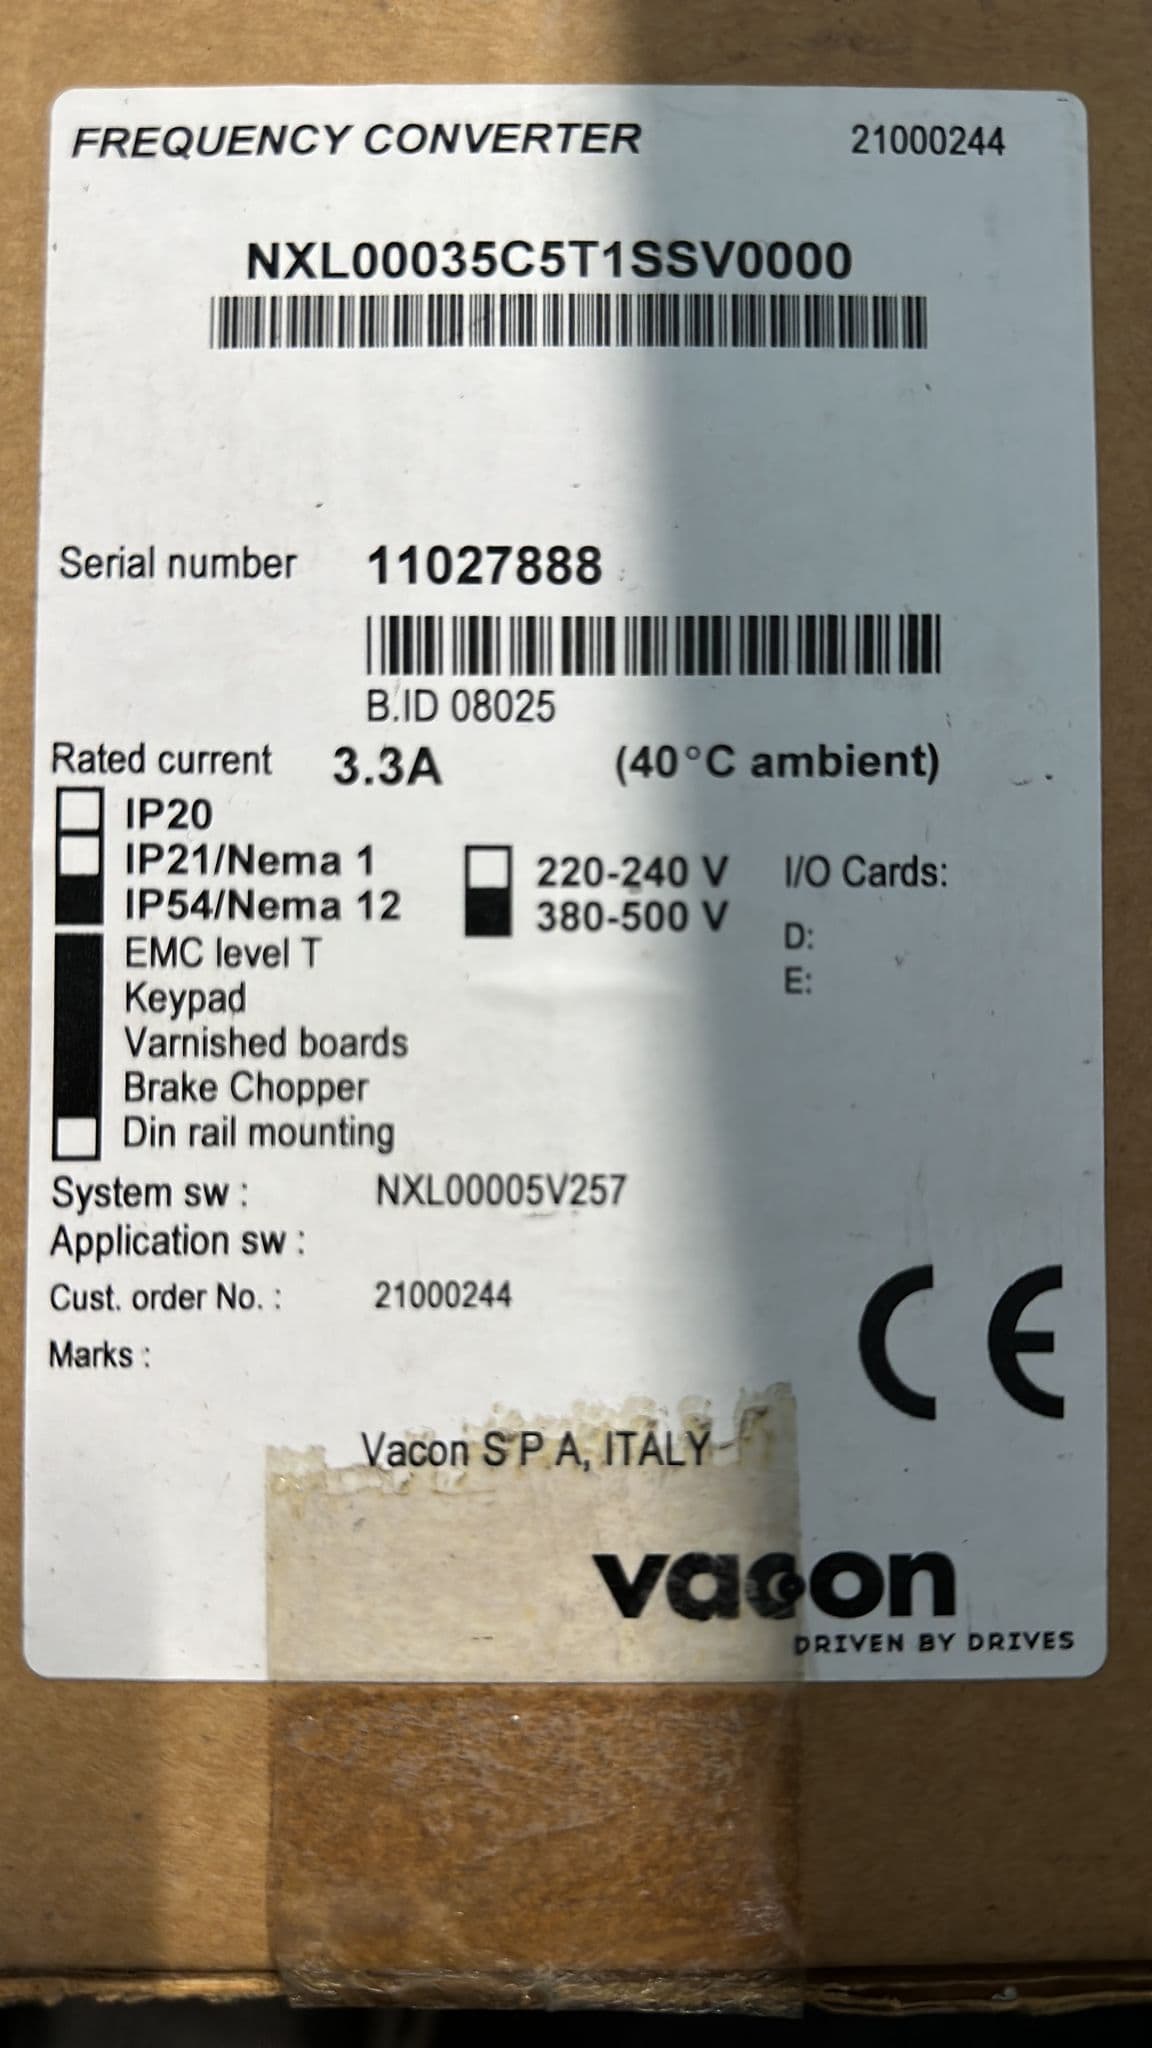 FREQUENCY CONVERTER 21000244
NXL00035C5T1SSV0000
Serial number 11027888
B.ID 08025
Rated current 3.3A (40°C ambient)
IP20
IP21/Nema 1
IP54/Nema 12
220-240 V
380-500 V
I/O Cards:
D:
E:
EMC level T
Keypad
Varnished boards
Brake Chopper
Din rail mounting
System sw : NXL00005V257
Application sw :
Cust. order No. : 21000244
Marks :
CE
Vacon S P A, ITALY
vacon
DRIVEN BY DRIVES